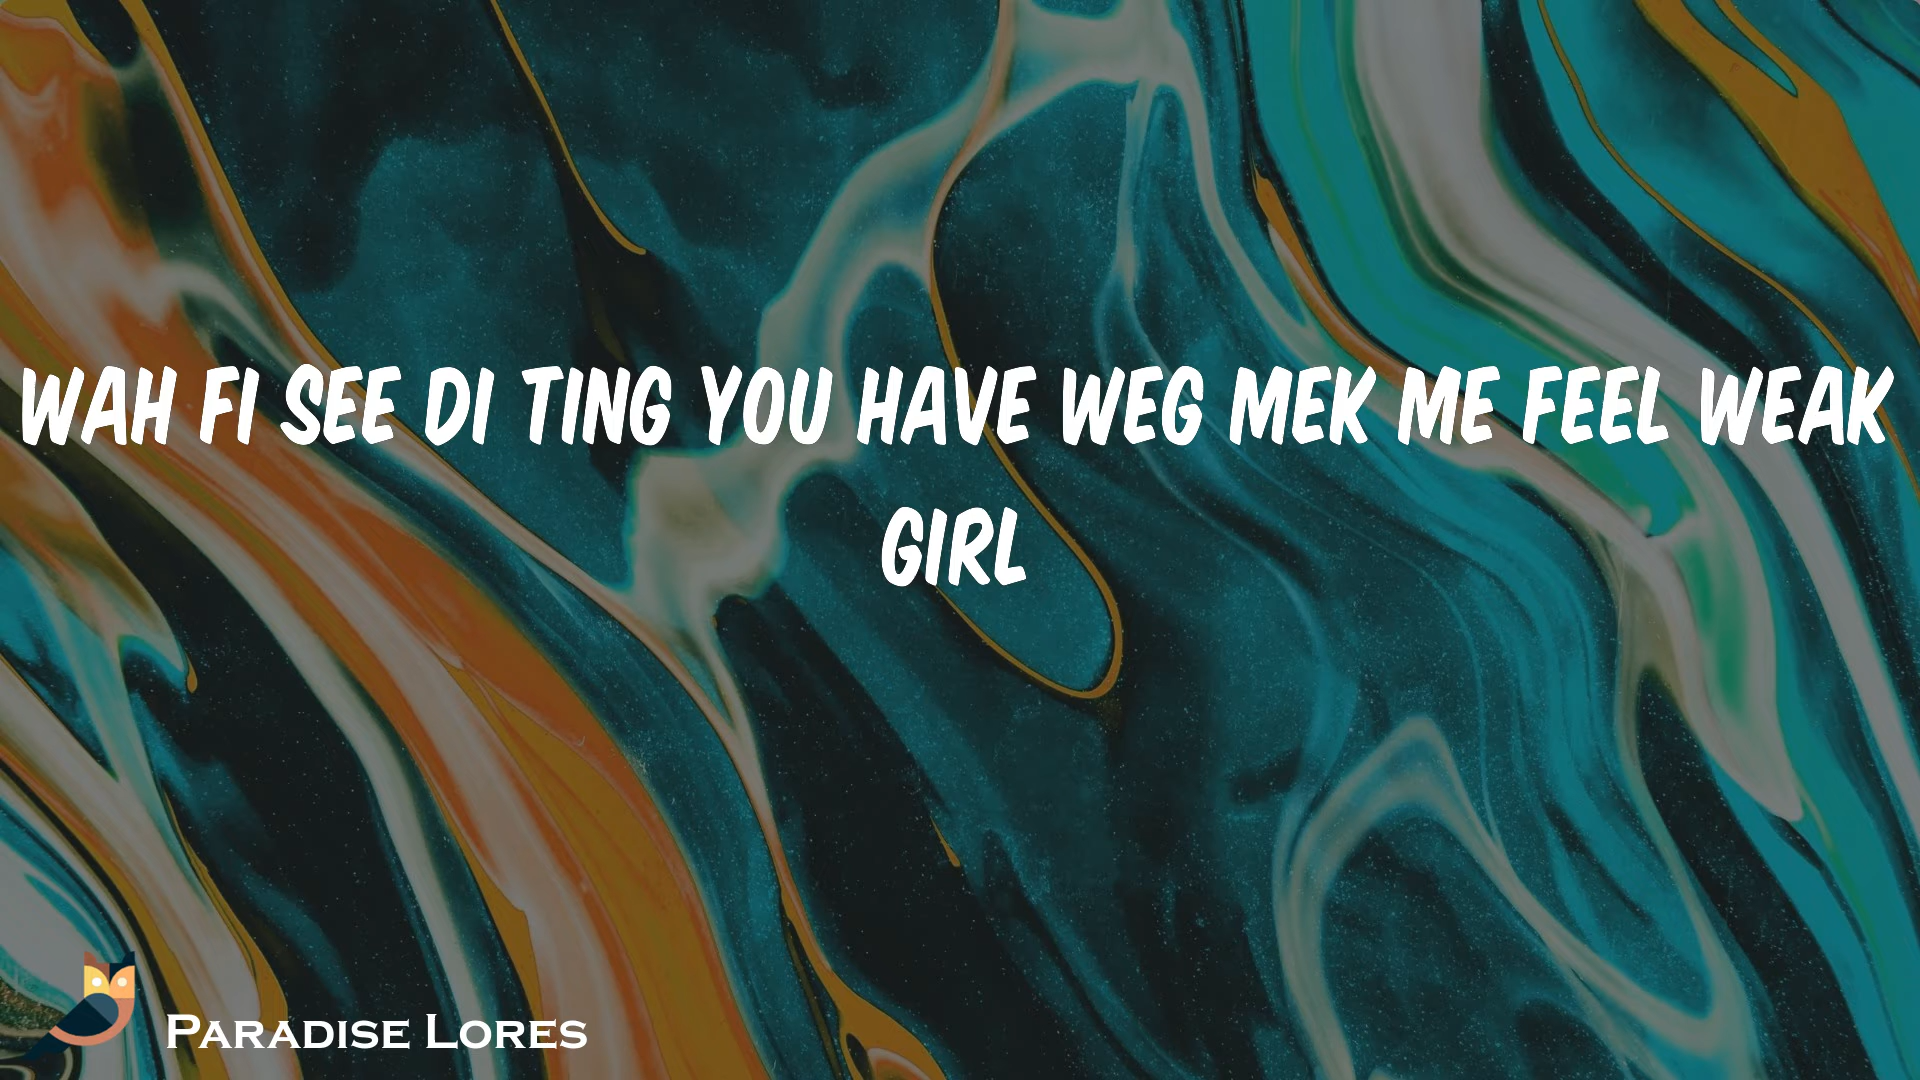 WAH FI SEE DI TING YOU HAVE WEG MEK ME FEEL WEAK
GIRL
PARADISE LORES